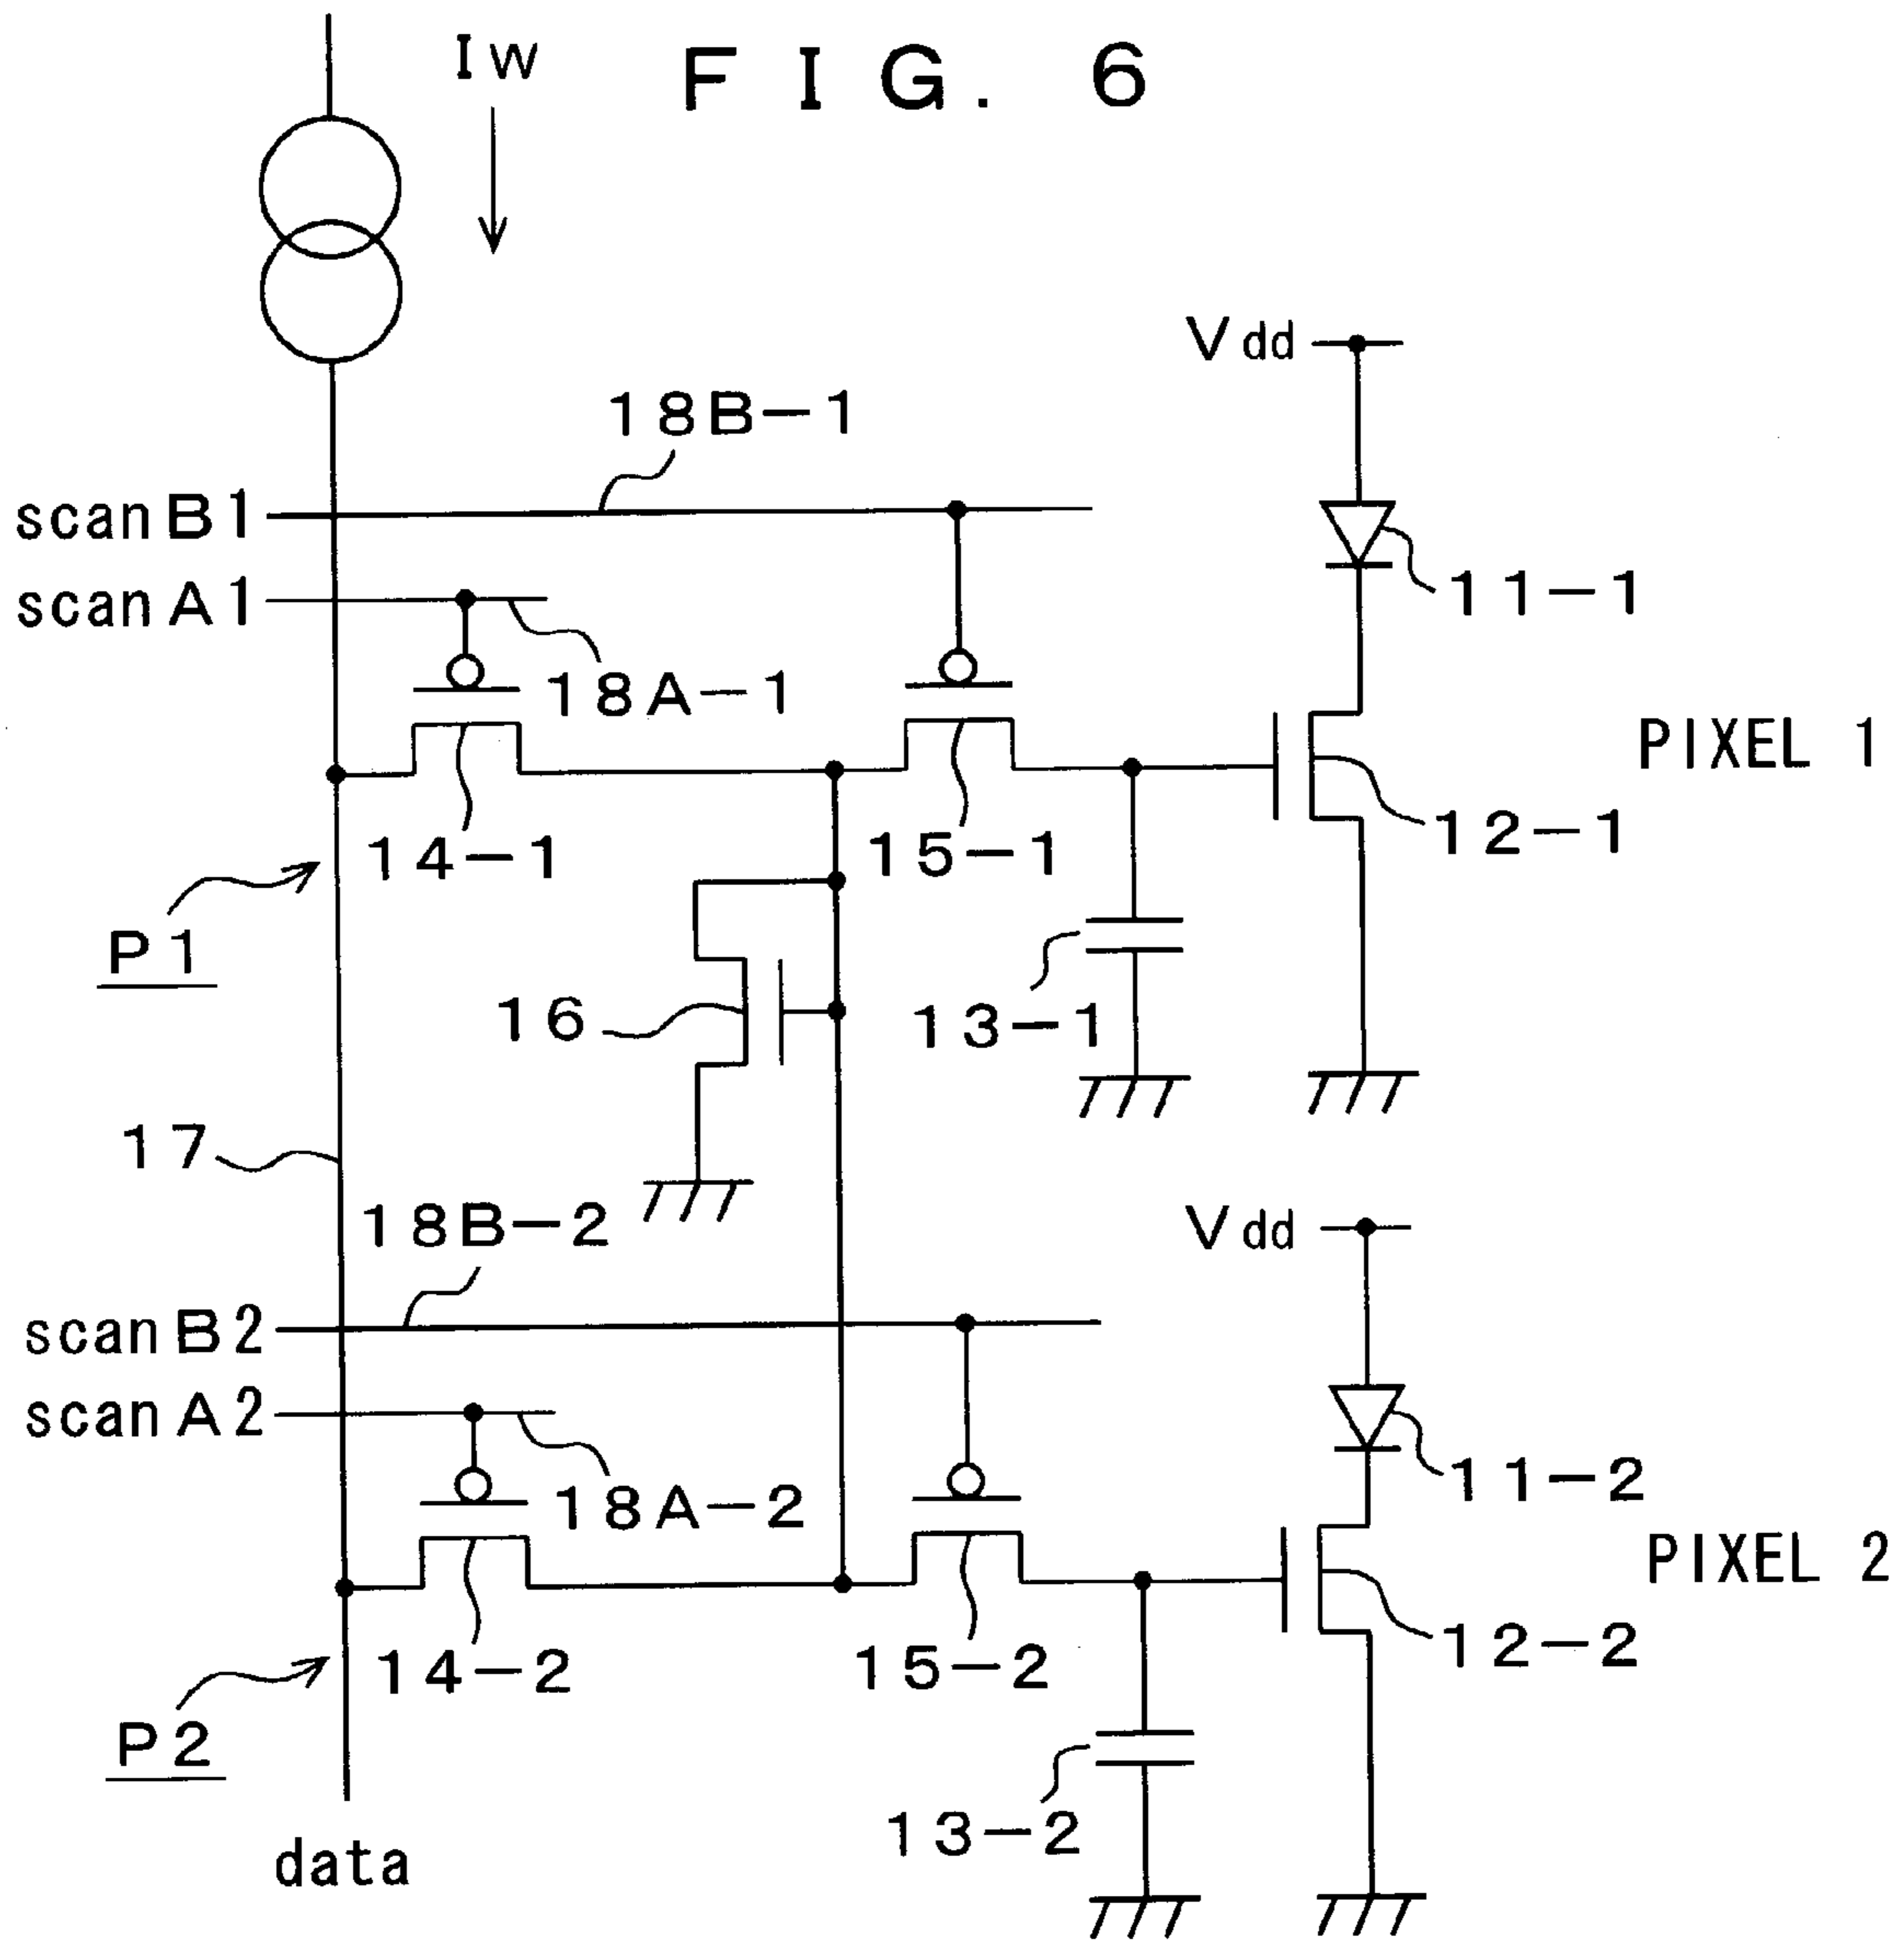 FIG. 6
Iw
Vdd
18B-1
scanB1
scanA1
11-1
18A-1
PIXEL 1
12-1
14-1
15-1
P1
16
13-1
17
18B-2
Vdd
scanB2
scanA2
11-2
18A-2
PIXEL 2
12-2
14-2
15-2
P2
13-2
data